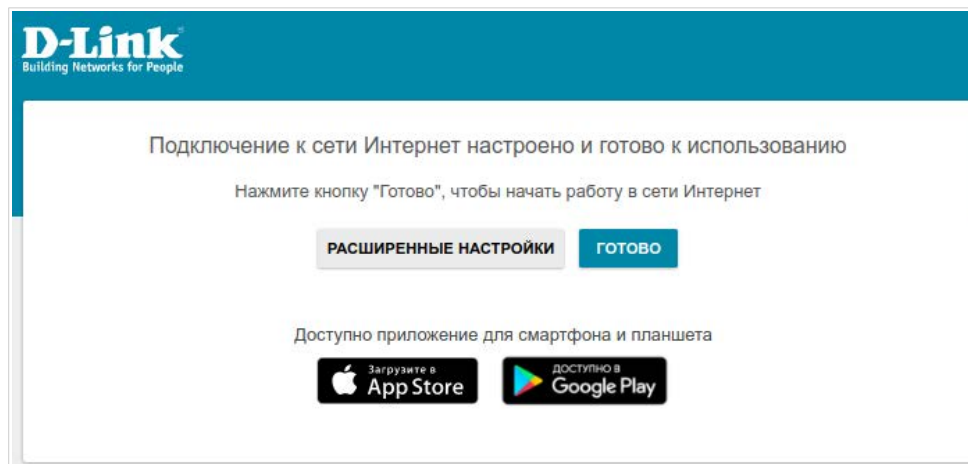 D-Link
Building Networks for People
Подключение к сети Интернет настроено и готово к использованию
Нажмите кнопку "Готово", чтобы начать работу в сети Интернет
РАСШИРЕННЫЕ НАСТРОЙКИ ГОТОВО
Доступно приложение для смартфона и планшета
Загрузите в
App Store
ДОСТУПНО В
Google Play